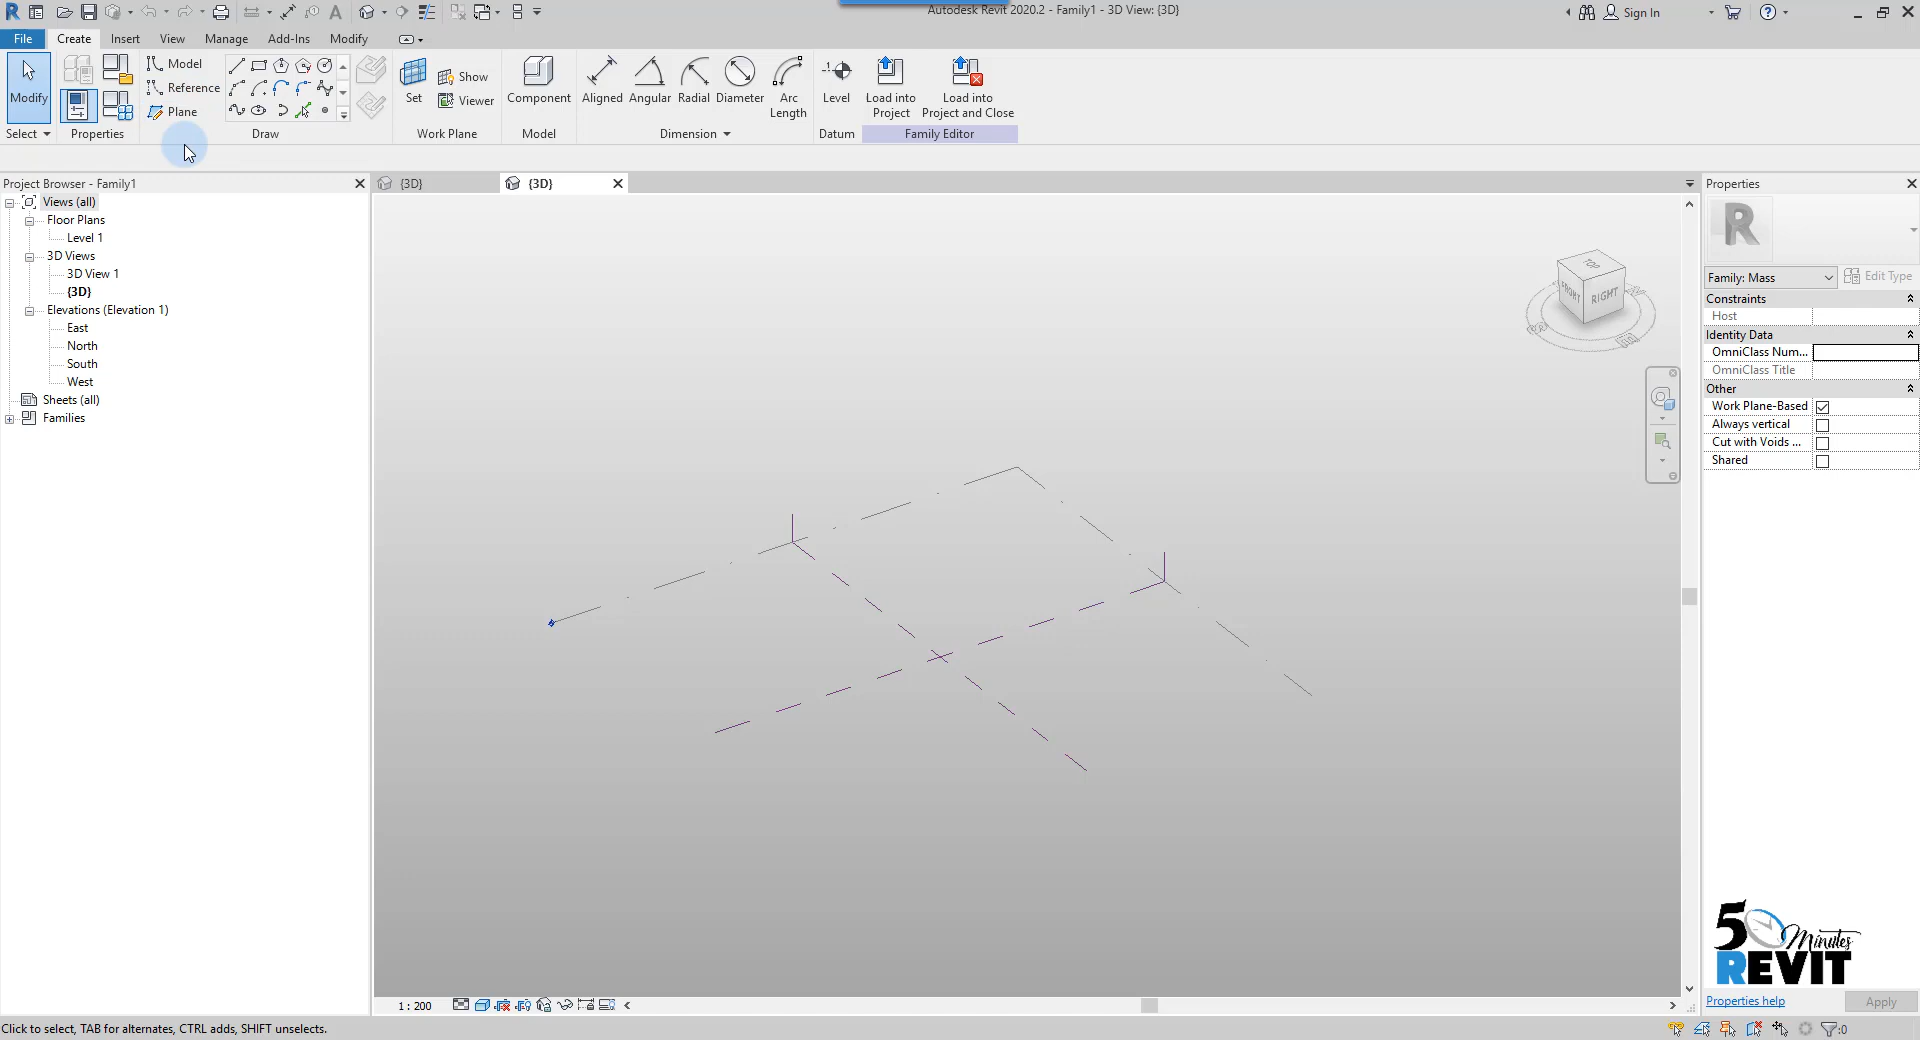 Autodesk Revit 2020.2 - Family1 - 3D View: {3D}
Sign In
File
Create
Insert
View
Manage
Add-Ins
Modify
Modify
Select
Properties
Model
Reference
Plane
Draw
Set
Show
Viewer
Work Plane
Component
Model
Aligned
Angular
Radial
Diameter
Arc
Length
Dimension
Level
Datum
Load into
Project
Load into
Project and Close
Family Editor
Project Browser - Family1
Views (all)
Floor Plans
Level 1
3D Views
3D View 1
{3D}
Elevations (Elevation 1)
East
North
South
West
Sheets (all)
Families
{3D}
{3D}
TOP
FRONT
RIGHT
Properties
R
Family: Mass
Edit Type
Constraints
Host
Identity Data
OmniClass Num...
OmniClass Title
Other
Work Plane-Based
Always vertical
Cut with Voids ...
Shared
5 Minutes
REVIT
Properties help
Apply
1 : 200
Click to select, TAB for alternates, CTRL adds, SHIFT unselects.
:0